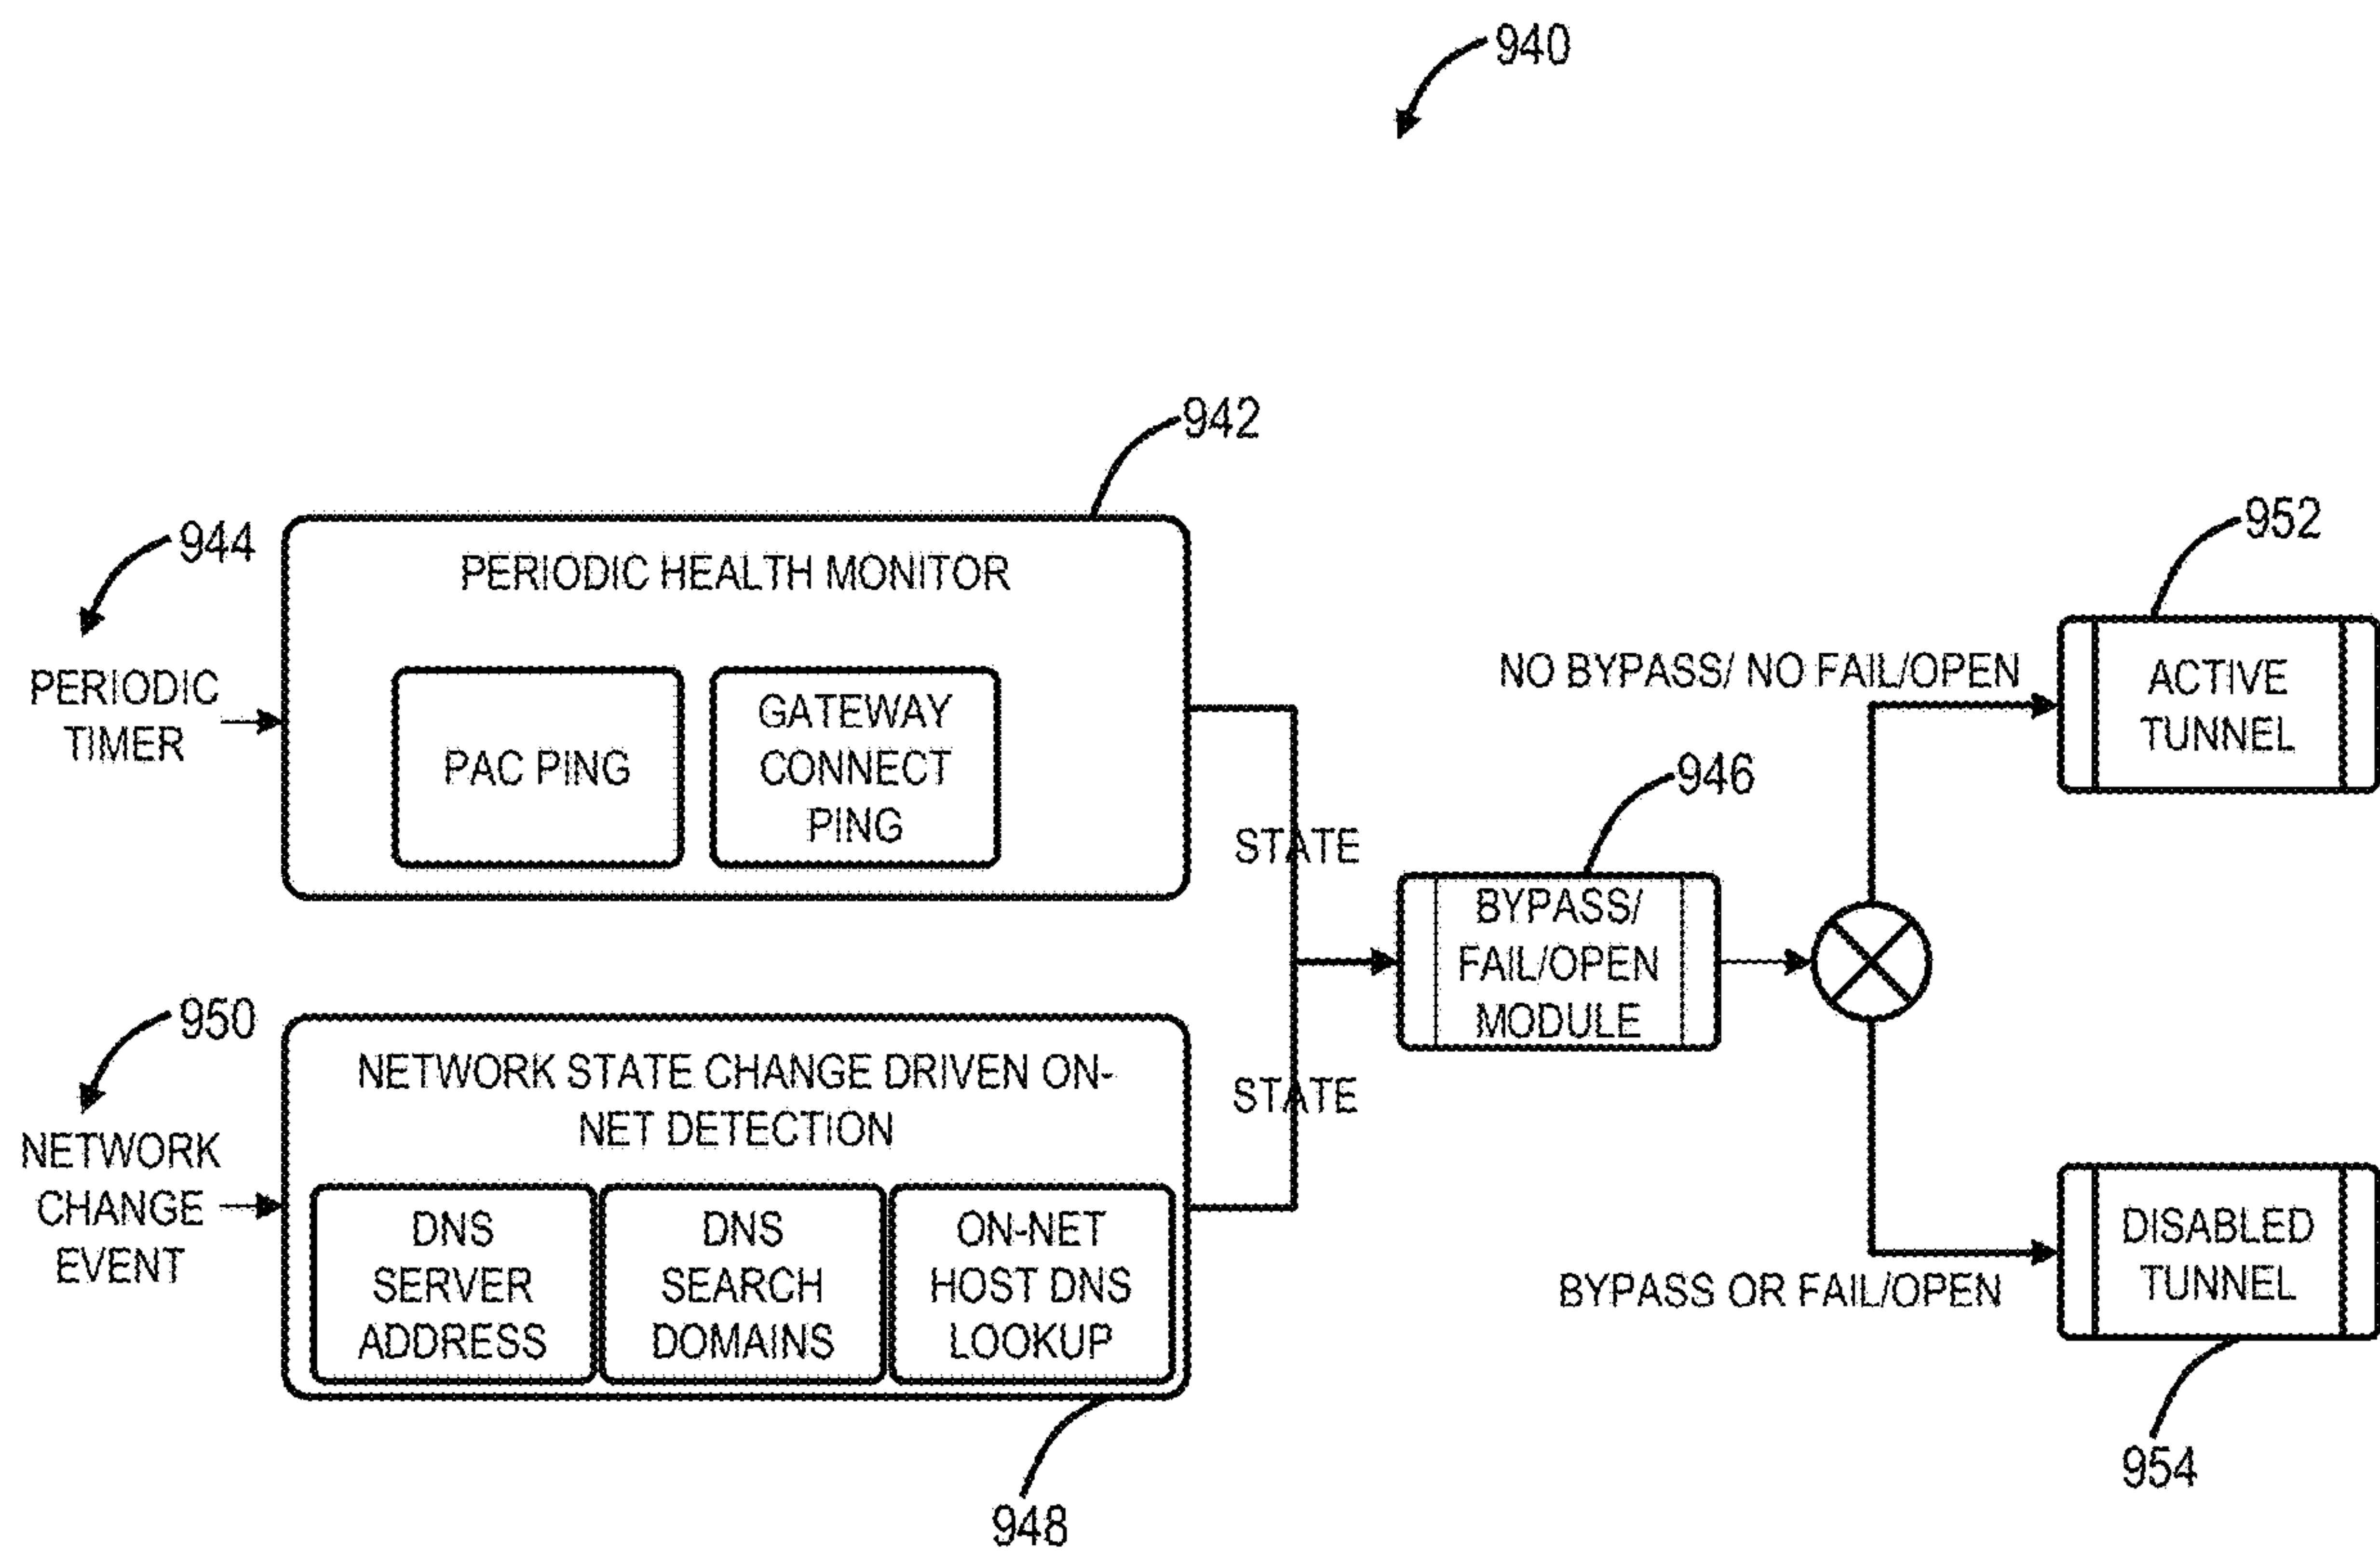 940
942
944
PERIODIC HEALTH MONITOR
952
PERIODIC
TIMER
PAC PING
GATEWAY
CONNECT
PING
NO BYPASS/ NO FAIL/OPEN
ACTIVE
TUNNEL
STATE
946
BYPASS/
FAIL/OPEN
MODULE
950
NETWORK STATE CHANGE DRIVEN ON-
NET DETECTION
STATE
NETWORK
CHANGE
EVENT
DNS
SERVER
ADDRESS
DNS
SEARCH
DOMAINS
ON-NET
HOST DNS
LOOKUP
BYPASS OR FAIL/OPEN
DISABLED
TUNNEL
954
948